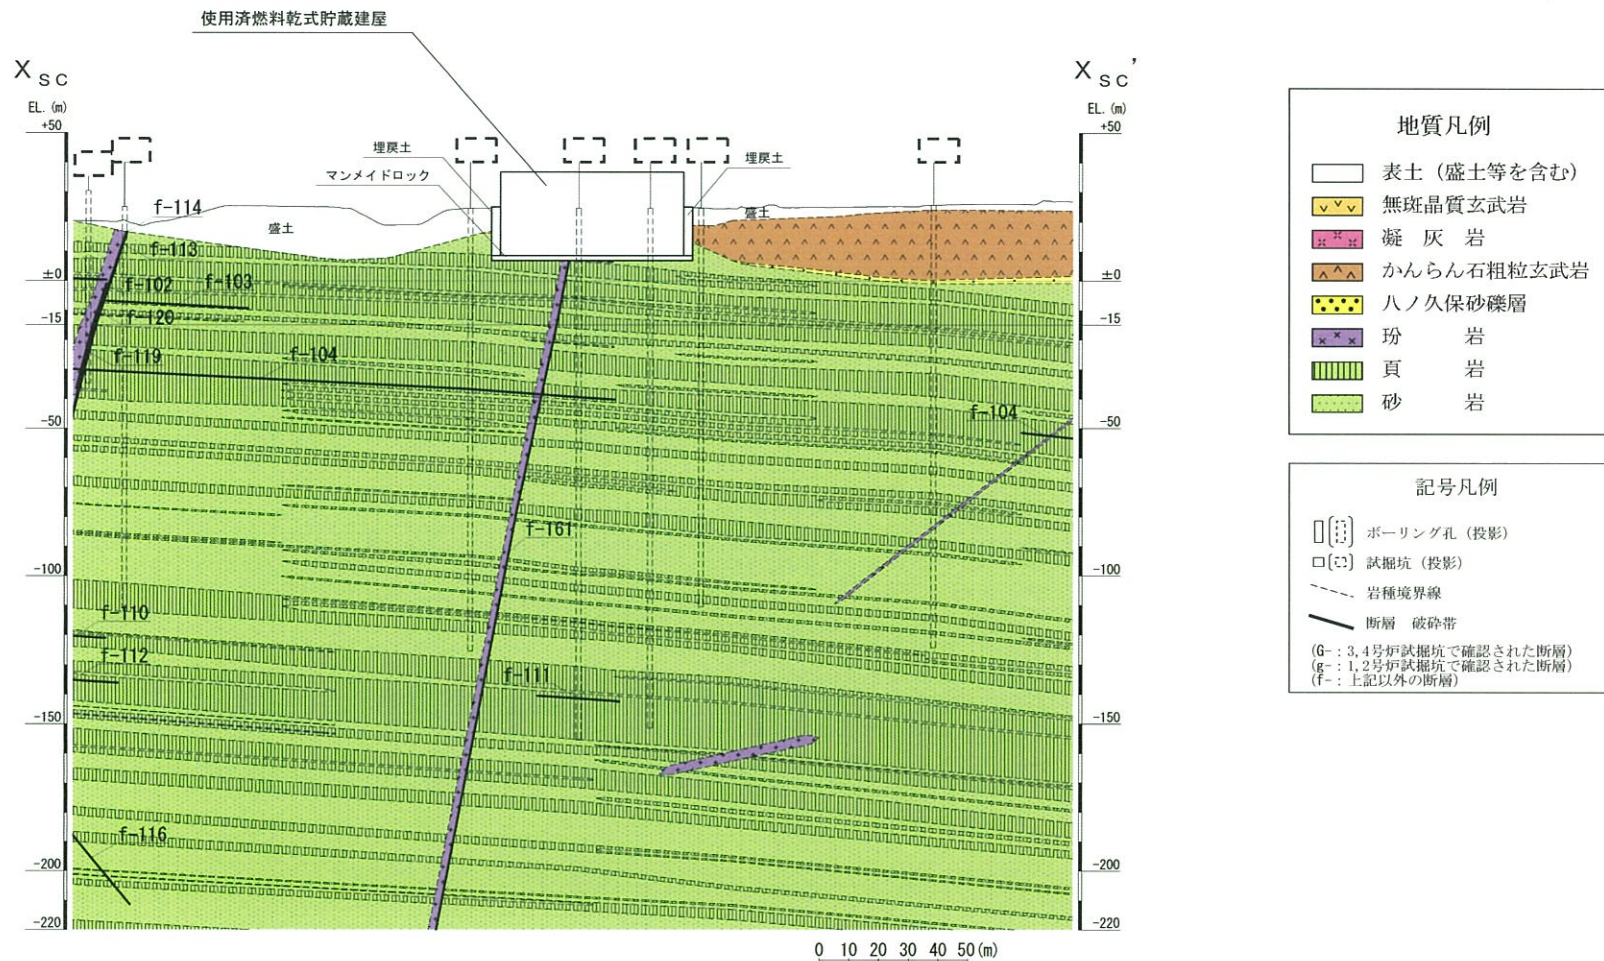 使用済燃料乾式貯蔵建屋
X SC
X SC'
EL. (m)
EL. (m)
+50
+50
埋戻土
埋戻土
マンメイドロック
f-114
盛土
盛土
f-113
±0
±0
f-102
f-103
-15
-15
f-120
f-119
f-104
f-104
-50
-50
f-161
-100
-100
f-110
f-112
f-111
-150
-150
f-116
-200
-200
-220
-220
0 10 20 30 40 50(m)
地質凡例
表土（盛土等を含む）
無斑晶質玄武岩
凝 灰 岩
かんらん石粗粒玄武岩
八ノ久保砂礫層
玢 岩
頁 岩
砂 岩
記号凡例
ボーリング孔（投影）
試掘坑（投影）
岩種境界線
断層 破砕帯
(G-：3,4号炉試掘坑で確認された断層)
(g-：1,2号炉試掘坑で確認された断層)
(f-：上記以外の断層)